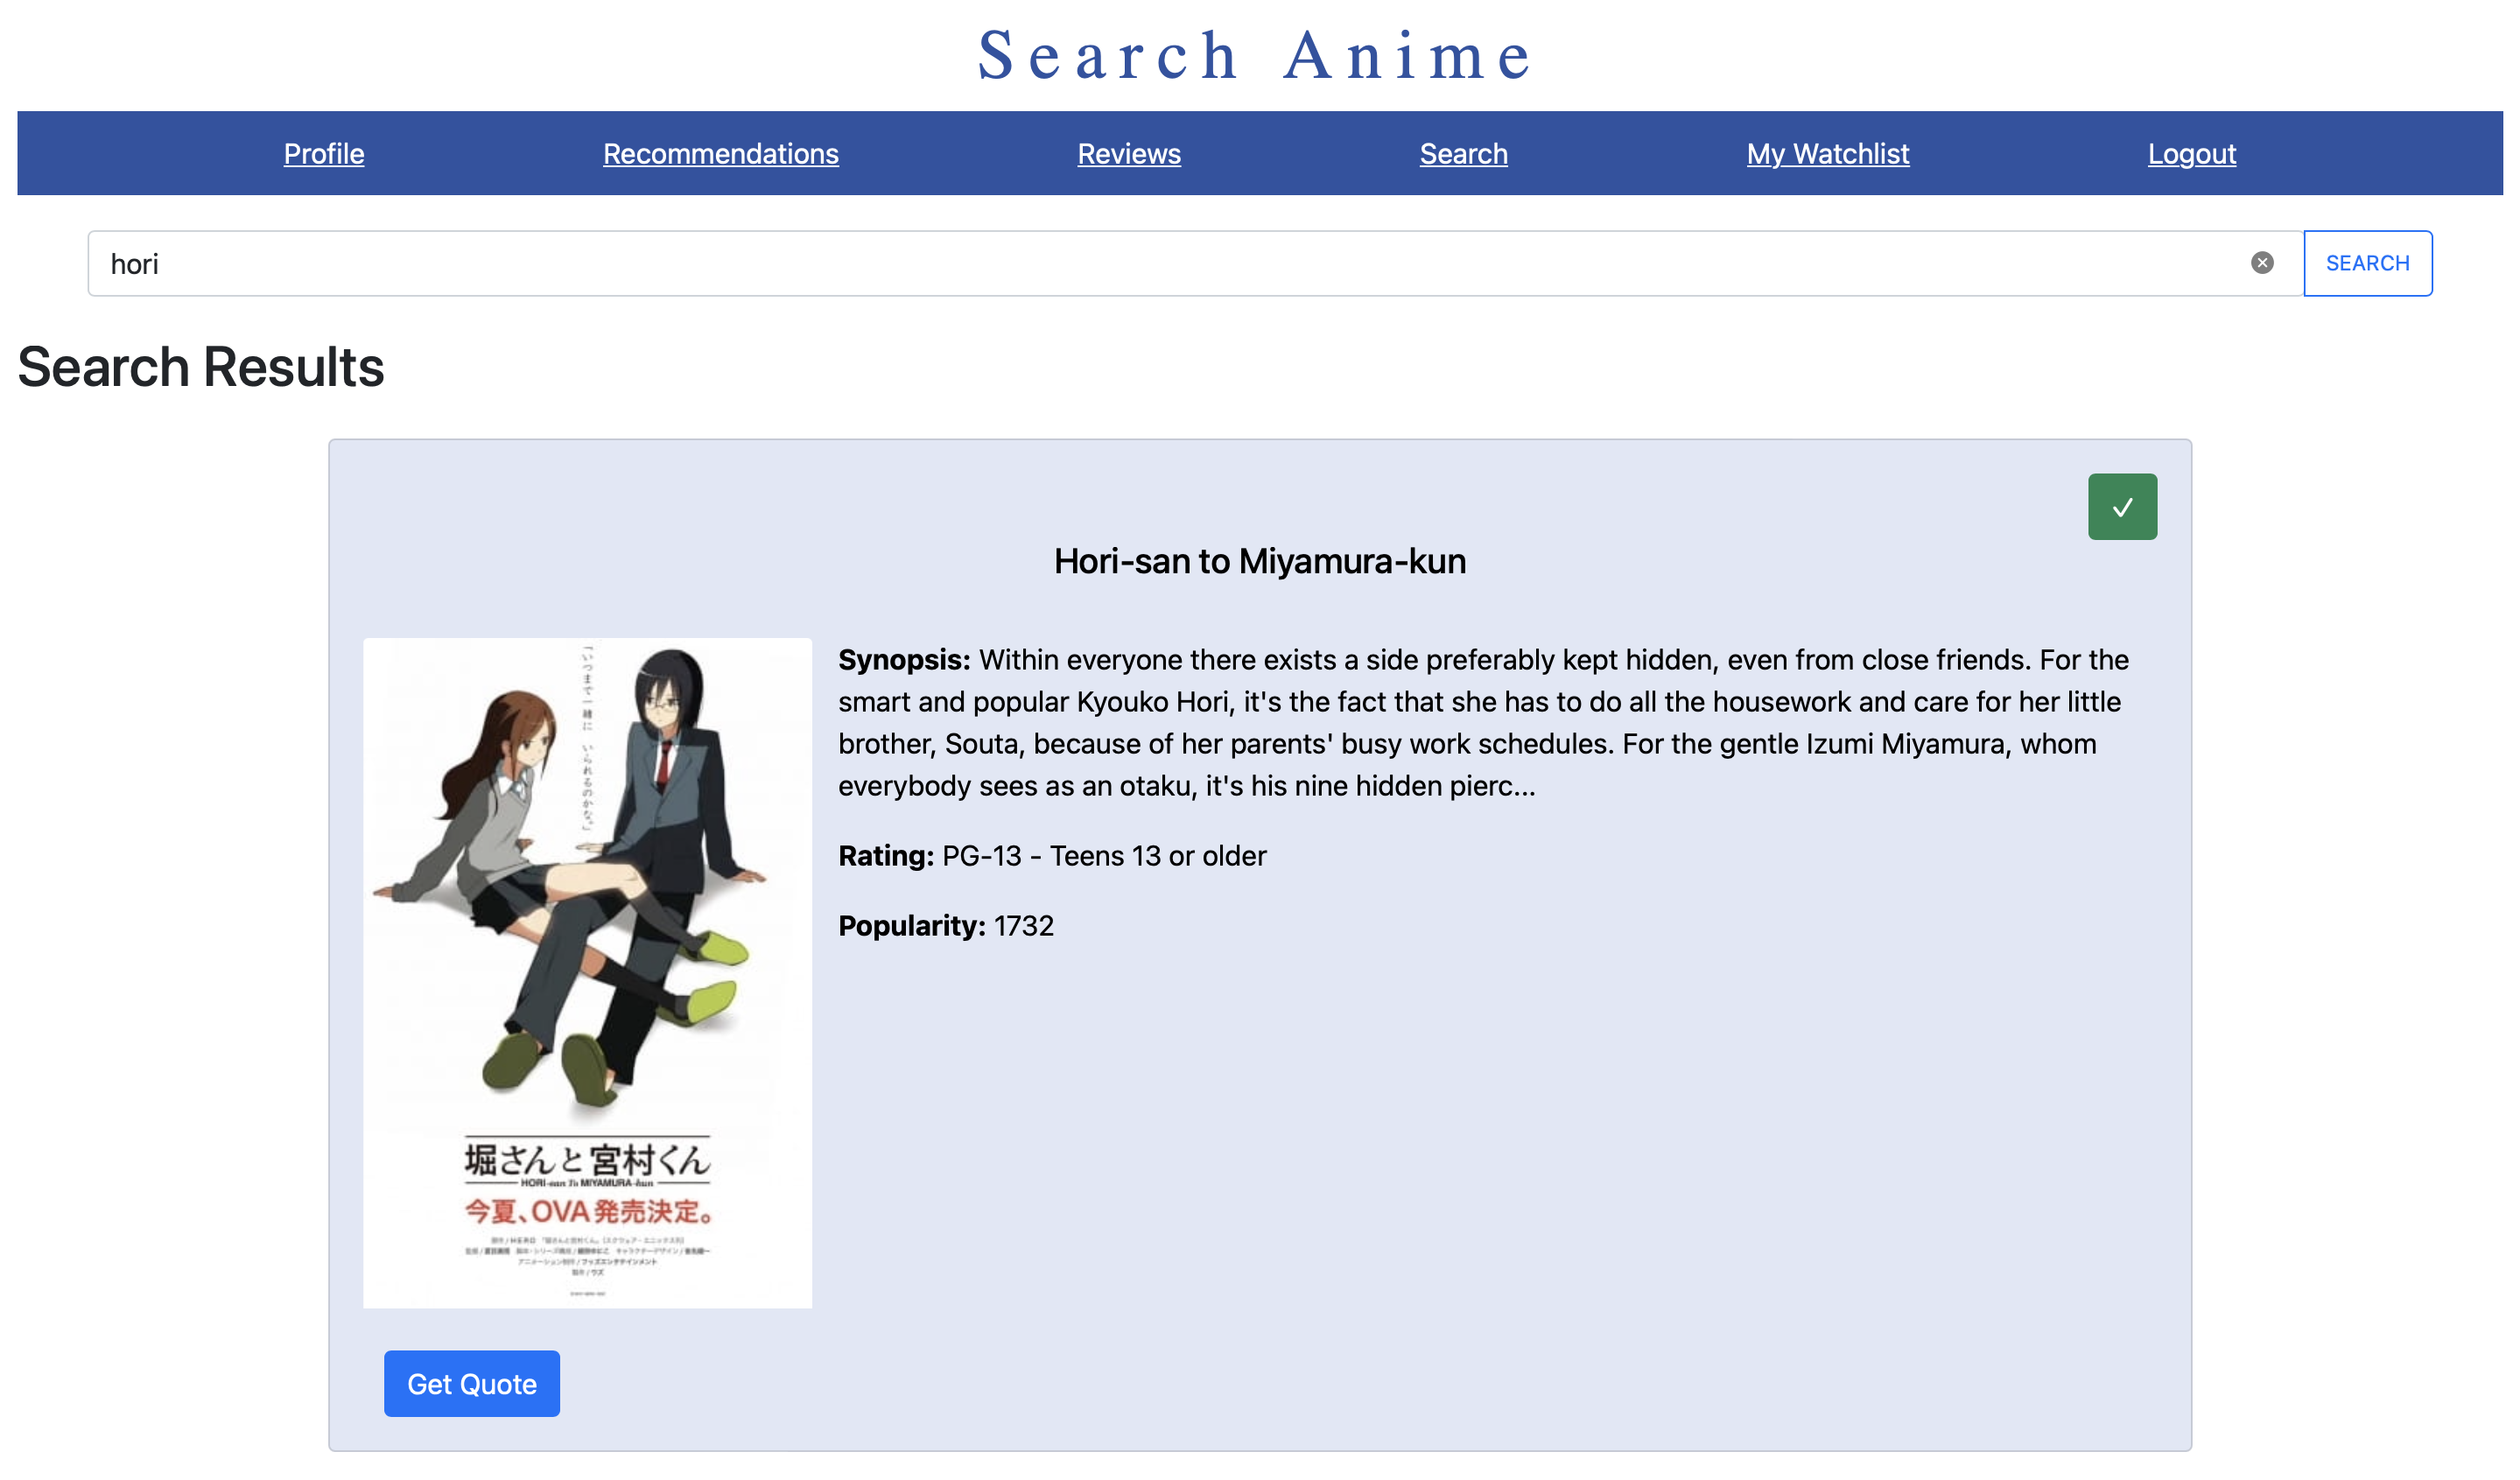 Search Anime
Profile Recommendations Reviews Search My Watchlist Logout
hori
SEARCH
Search Results
Hori-san to Miyamura-kun
Synopsis: Within everyone there exists a side preferably kept hidden, even from close friends. For the
smart and popular Kyouko Hori, it's the fact that she has to do all the housework and care for her little
brother, Souta, because of her parents' busy work schedules. For the gentle Izumi Miyamura, whom
everybody sees as an otaku, it's his nine hidden pierc...
Rating: PG-13 - Teens 13 or older
Popularity: 1732
「いつまで一緒に いられるのかな。」
堀さんと宮村くん
HORI-san To MIYAMURA-kun
今夏、OVA発売決定。
Get Quote